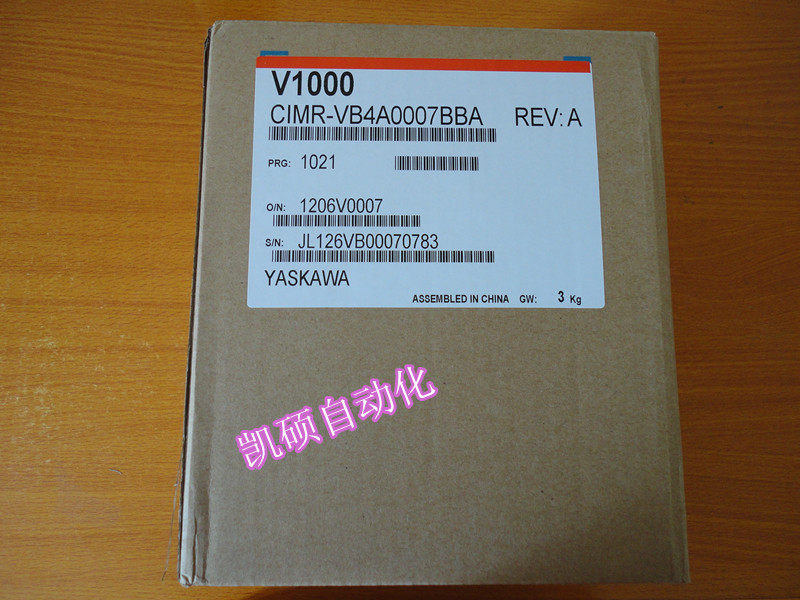 V1000
CIMR-VB4A0007BBA REV: A
PRG: 1021
O/N: 1206V0007
S/N: JL126VB00070783
YASKAWA
ASSEMBLED IN CHINA GW: 3 Kg
凯硕自动化